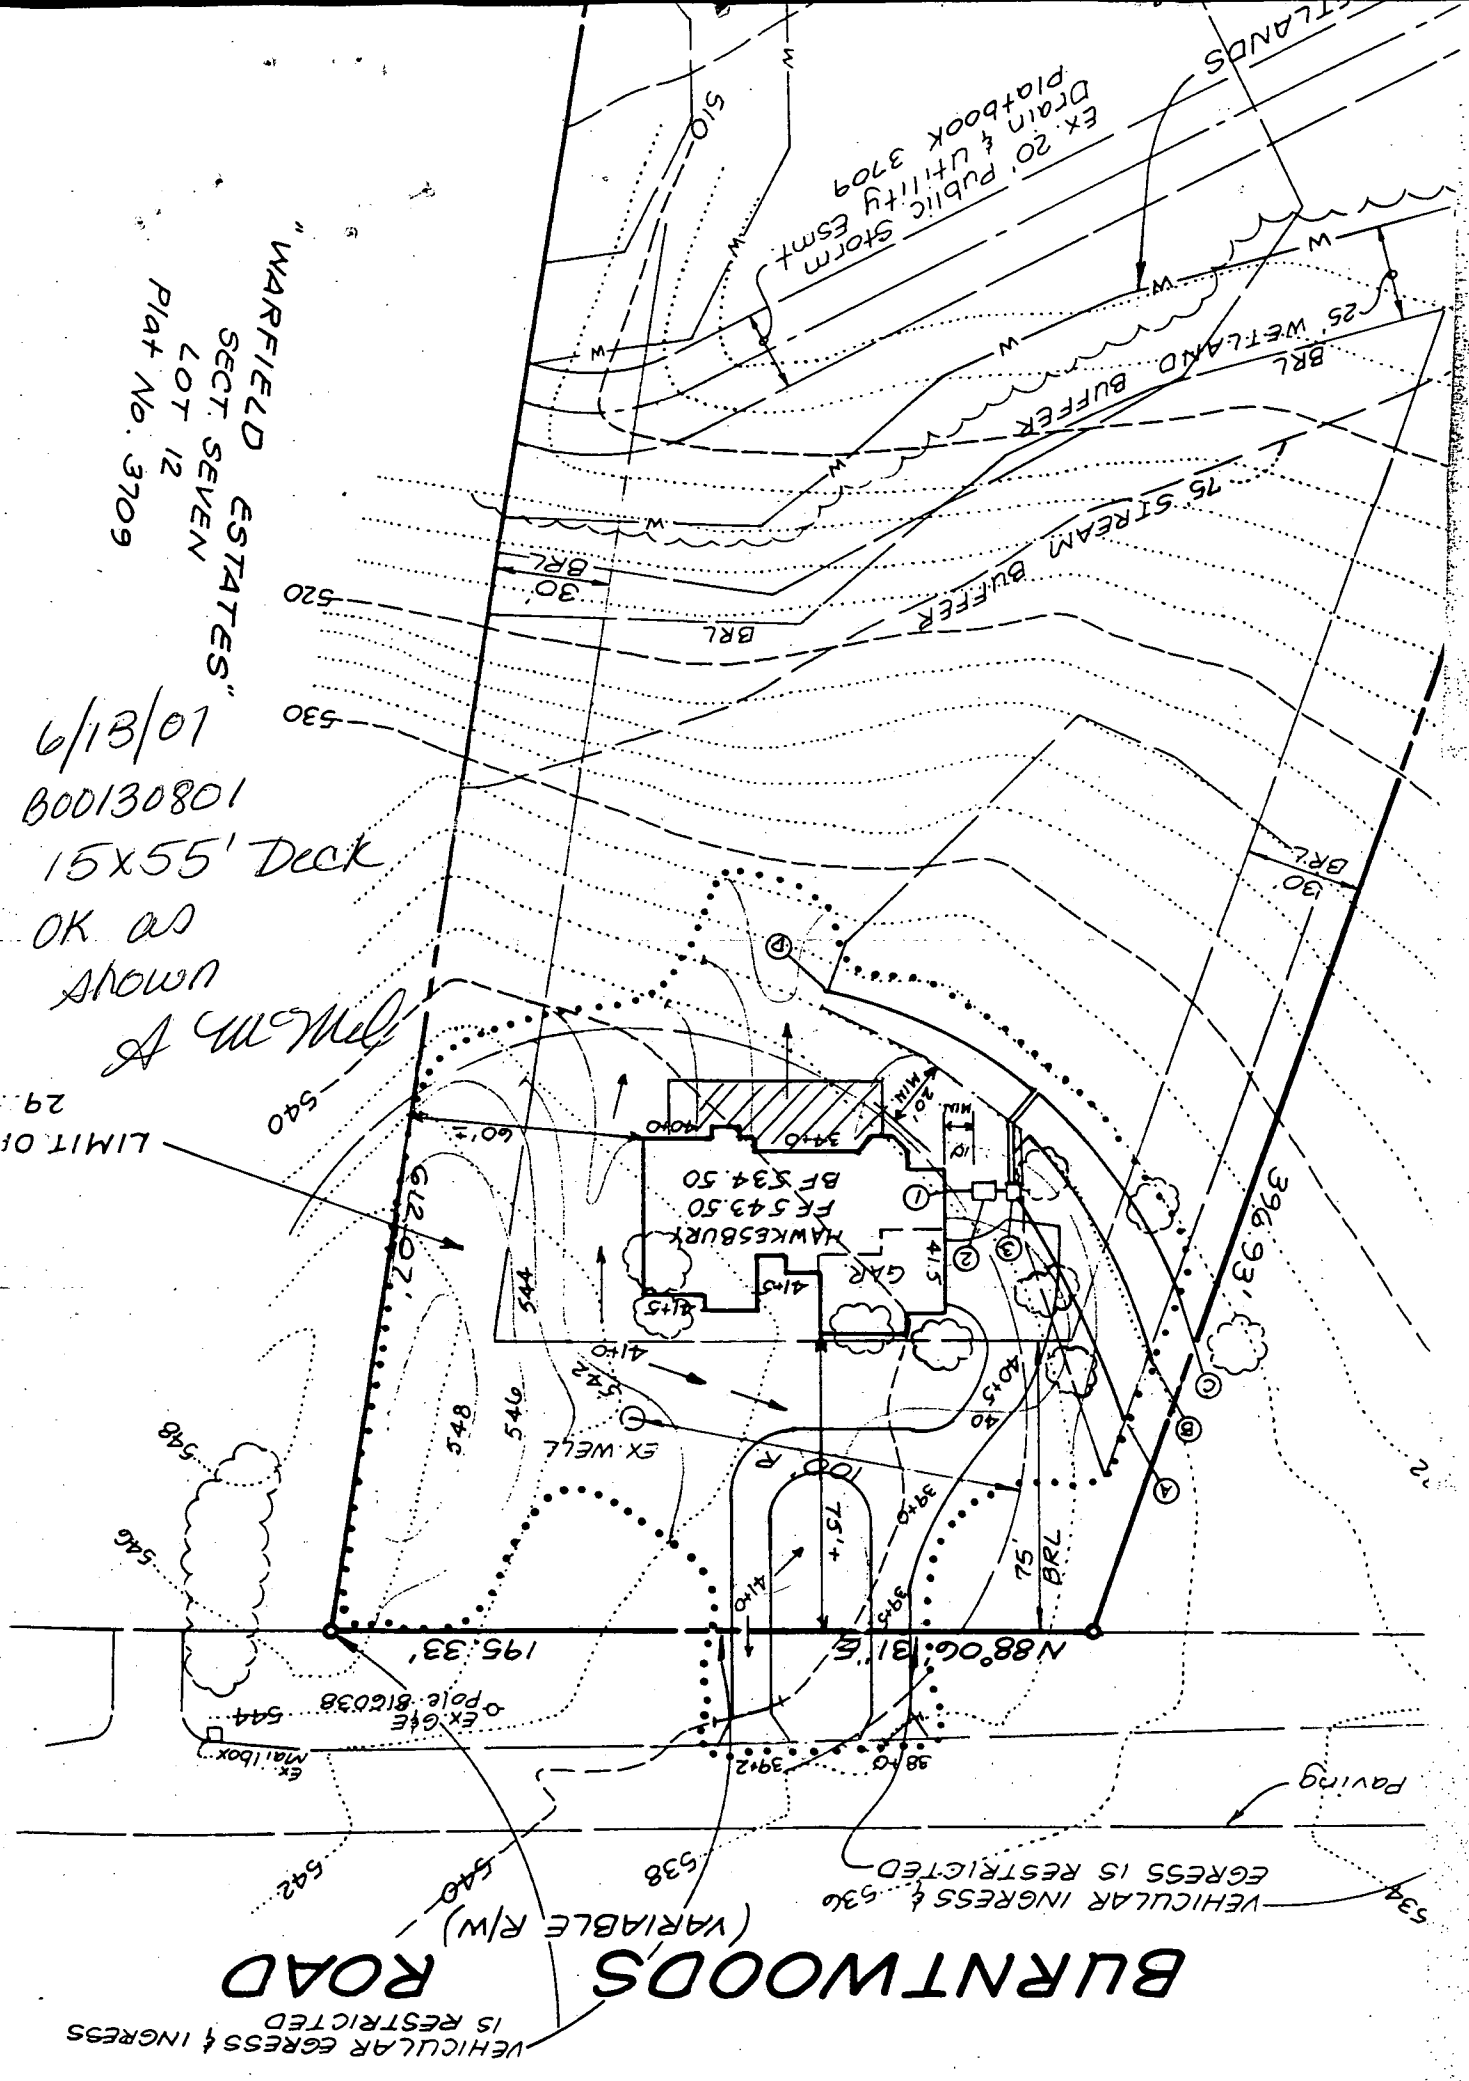 VEHICULAR EGRESS & INGRESS
IS RESTRICTED
BURNTWOODS ROAD
(VARIABLE R/W)
VEHICULAR INGRESS &
EGRESS IS RESTRICTED
534
536
538
540
542
Paving
Ex.
Mailbox
544
Ex. G&E
Pole 816038
38+0
39+2
N88°06'31"E
195.33'
546
548
75'
BRL
75'+
39+5
41+0
39+0
100' R
EX. WELL
A
B
C
40
40+5
542
41+0
546
548
544
41+5
41+5
GAR
41.5
HAWKESBURY
FF 543.50
BF 534.50
1
2
3
39+0
40+0
10'
MIN
20'
MIN
60'±
612.07'
396.93'
LIMIT OF
29
540
D
30'
BRL
530
520
BRL
30'
BRL
75' STREAM BUFFER
25' WETLAND BUFFER
BRL
W
W
W
W
W
W
W
W
W
510
Ex. 20' Public Storm
Drain & Utility Esmt.
Platbook 3709
"WARFIELD ESTATES"
SECT. SEVEN
LOT 12
Plat No. 3709
6/13/01
B00130801
15x55' Deck
OK as
shown